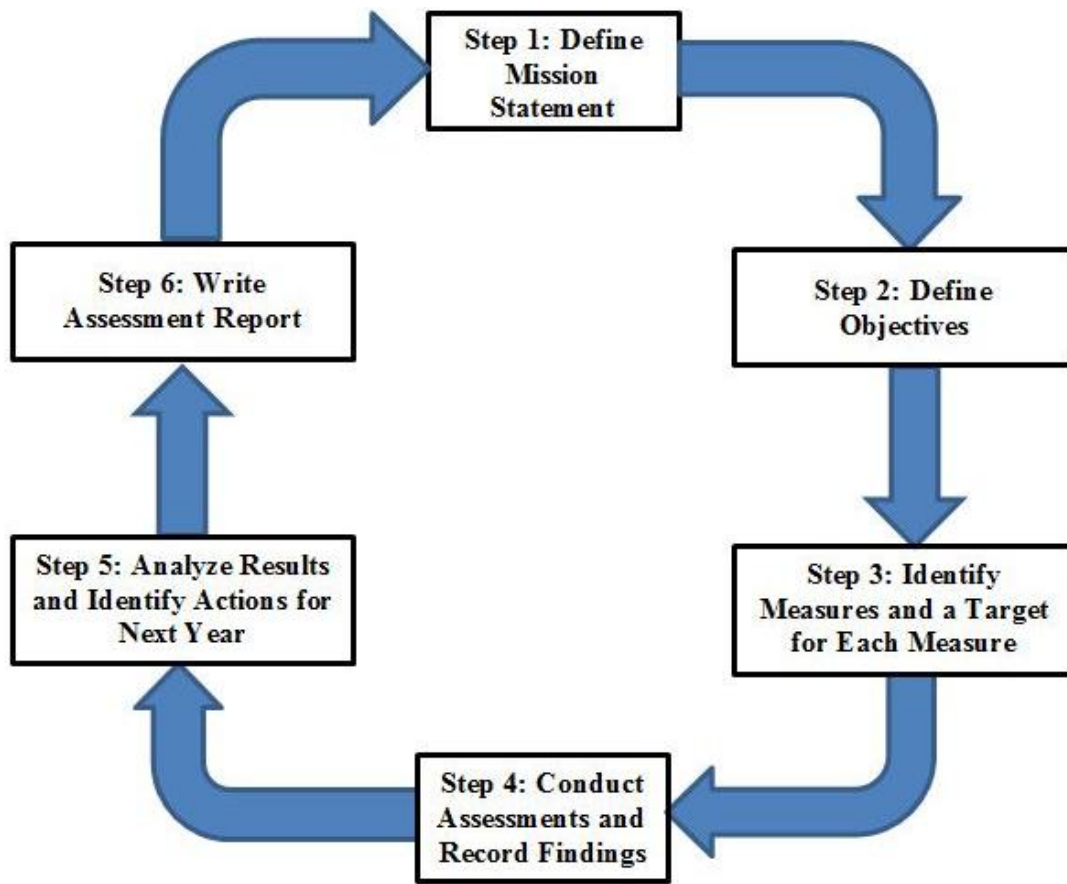 Step 1: Define
Mission
Statement
Step 2: Define
Objectives
Step 3: Identify
Measures and a Target
for Each Measure
Step 4: Conduct
Assessments and
Record Findings
Step 5: Analyze Results
and Identify Actions for
Next Year
Step 6: Write
Assessment Report